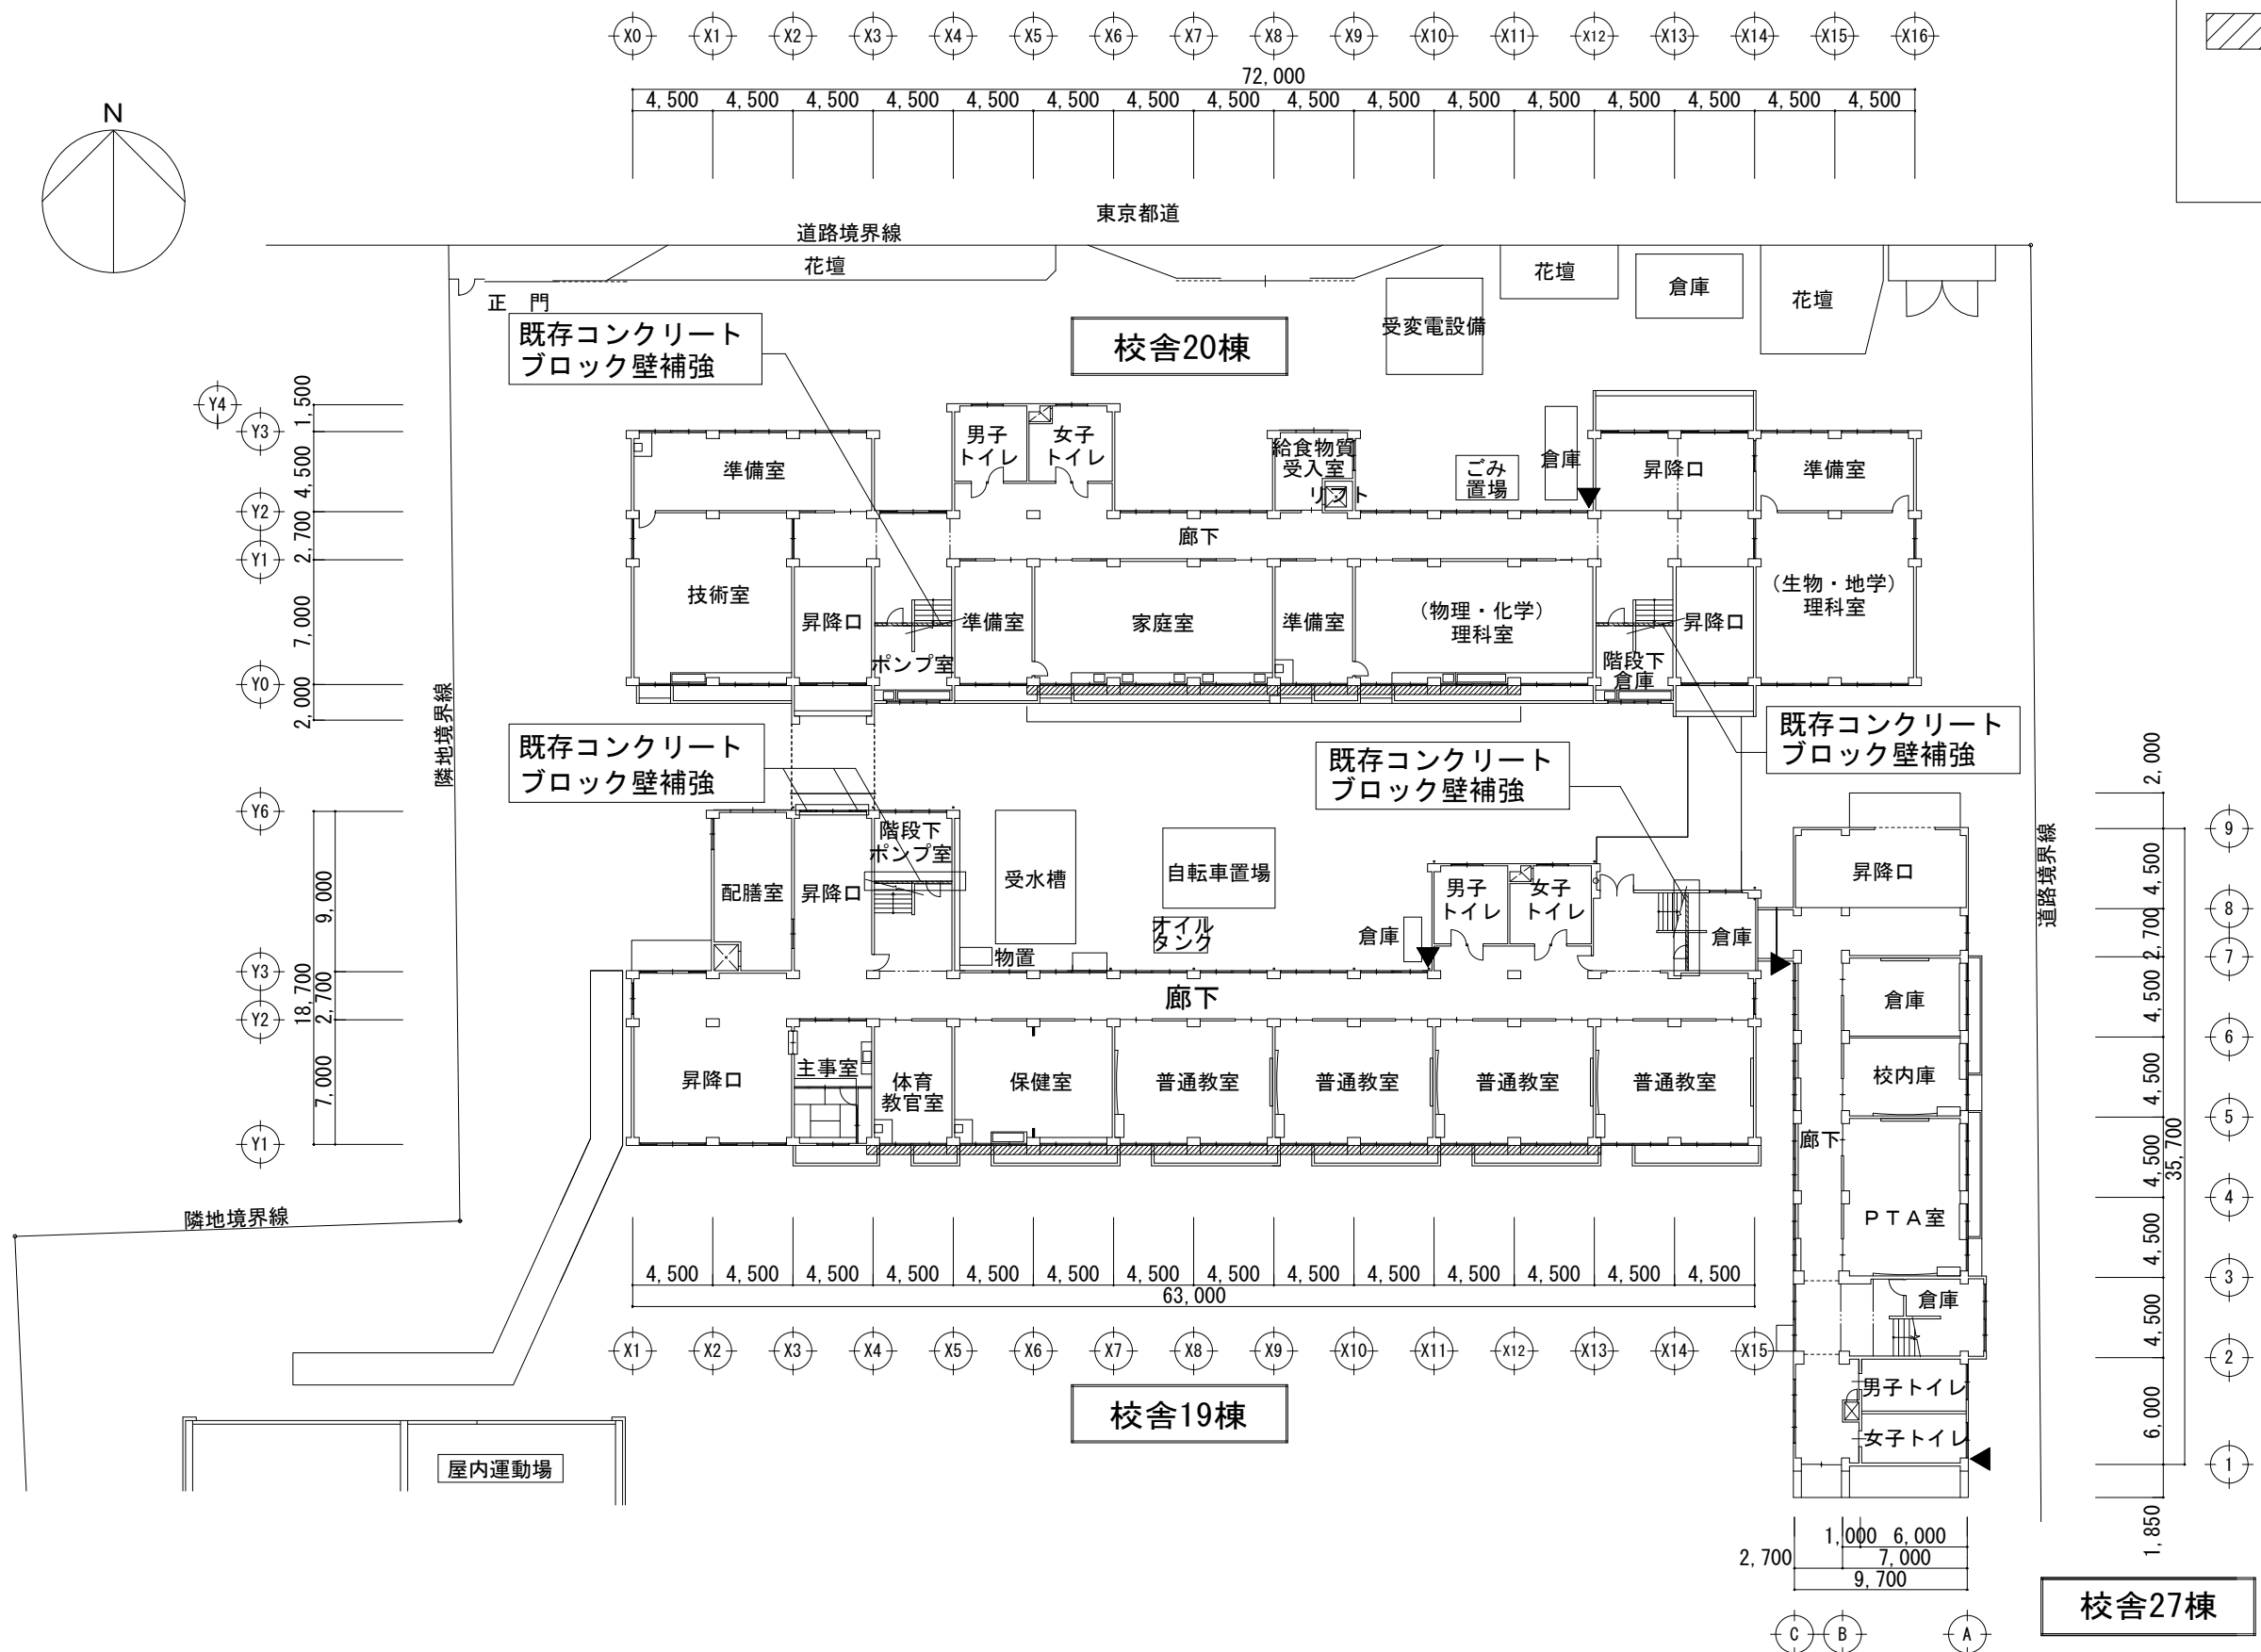 X0 X1 X2 X3 X4 X5 X6 X7 X8 X9 X10 X11 X12 X13 X14 X15 X16
72,000
4,500 4,500 4,500 4,500 4,500 4,500 4,500 4,500 4,500 4,500 4,500 4,500 4,500 4,500 4,500 4,500
N
東京都道
道路境界線
花壇
花壇
倉庫
花壇
正 門
受変電設備
既存コンクリート
ブロック壁補強
校舎20棟
Y4
Y3
Y2
Y1
Y0
1,500
4,500
2,700
7,000
2,000
男子
トイレ
女子
トイレ
準備室
給食物質
受入室
リフト
ごみ
置場
倉庫
昇降口
準備室
廊下
技術室
昇降口
ポンプ室
準備室
家庭室
準備室
(物理・化学)
理科室
階段下
倉庫
昇降口
(生物・地学)
理科室
隣地境界線
既存コンクリート
ブロック壁補強
既存コンクリート
ブロック壁補強
既存コンクリート
ブロック壁補強
Y6
Y3
Y2
Y1
9,000
2,700
7,000
18,700
配膳室
昇降口
階段下
ポンプ室
受水槽
自転車置場
オイル
タンク
物置
倉庫
男子
トイレ
女子
トイレ
倉庫
廊下
昇降口
主事室
体育
教官室
保健室
普通教室
普通教室
普通教室
普通教室
隣地境界線
4,500 4,500 4,500 4,500 4,500 4,500 4,500 4,500 4,500 4,500 4,500 4,500 4,500 4,500
63,000
X1 X2 X3 X4 X5 X6 X7 X8 X9 X10 X11 X12 X13 X14 X15
校舎19棟
屋内運動場
道路境界線
昇降口
倉庫
校内庫
廊下
PTA室
倉庫
男子トイレ
女子トイレ
2,000
4,500
2,700
4,500
4,500
4,500
4,500
4,500
6,000
1,850
35,700
9
8
7
6
5
4
3
2
1
1,000 6,000
2,700 7,000
9,700
C B A
校舎27棟